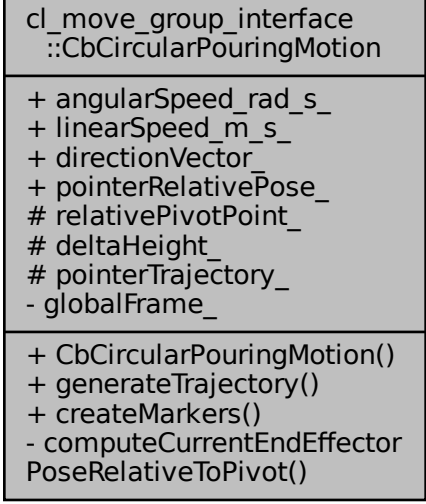 cl_move_group_interface
::CbCircularPouringMotion
+ angularSpeed_rad_s_
+ linearSpeed_m_s_
+ directionVector_
+ pointerRelativePose_
# relativePivotPoint_
# deltaHeight_
# pointerTrajectory_
- globalFrame_
+ CbCircularPouringMotion()
+ generateTrajectory()
+ createMarkers()
- computeCurrentEndEffector
PoseRelativeToPivot()